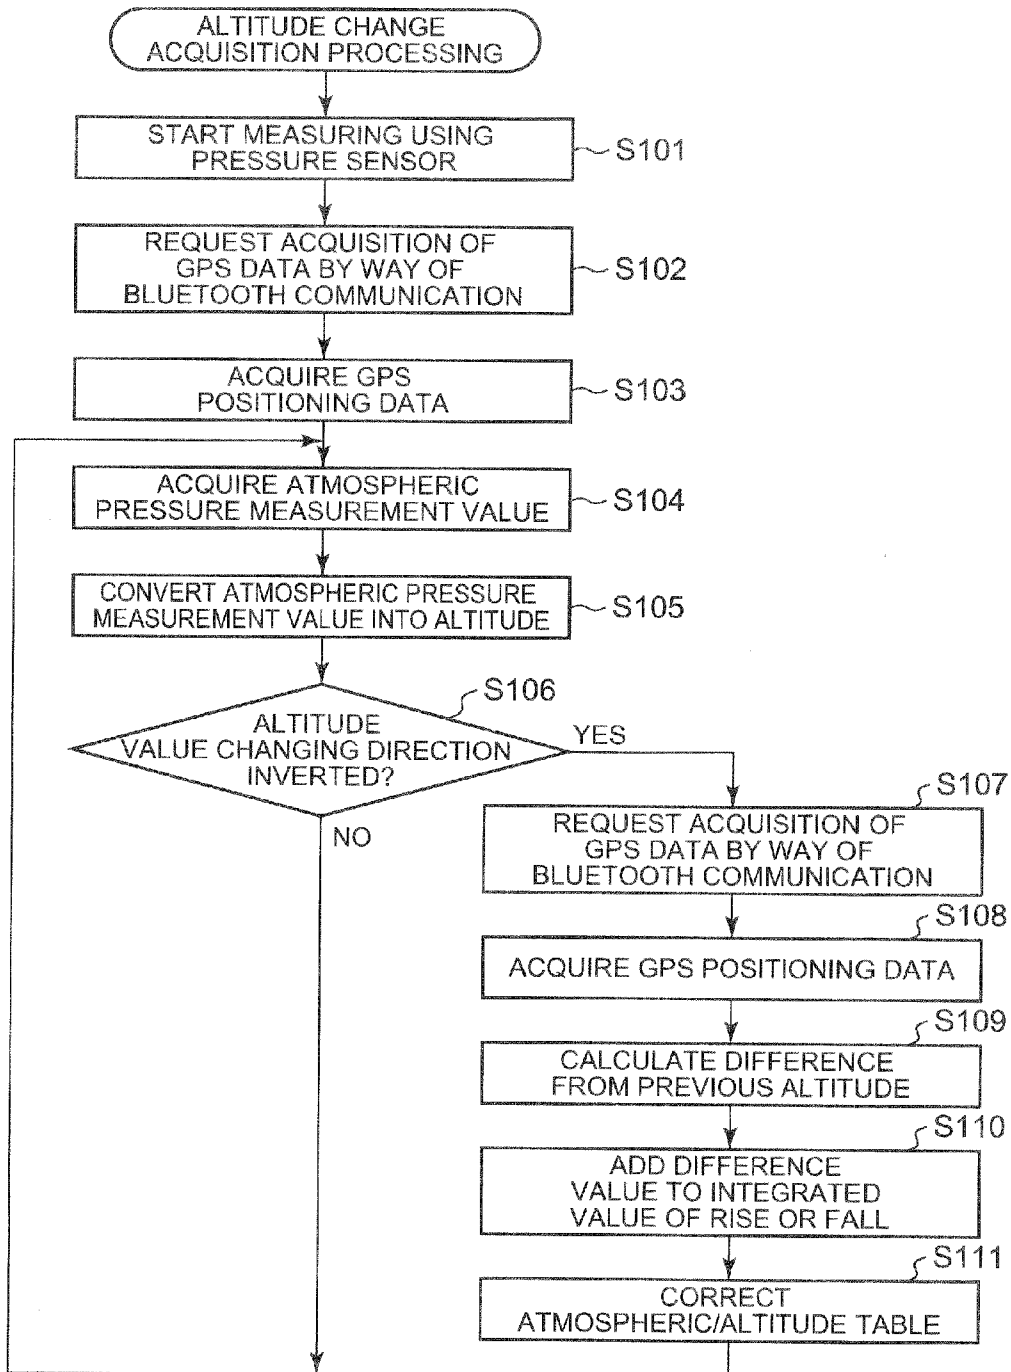 ALTITUDE CHANGE
ACQUISITION PROCESSING
START MEASURING USING
PRESSURE SENSOR
S101
REQUEST ACQUISITION OF
GPS DATA BY WAY OF
BLUETOOTH COMMUNICATION
S102
ACQUIRE GPS
POSITIONING DATA
S103
ACQUIRE ATMOSPHERIC
PRESSURE MEASUREMENT VALUE
S104
CONVERT ATMOSPHERIC PRESSURE
MEASUREMENT VALUE INTO ALTITUDE
S105
S106
ALTITUDE
VALUE CHANGING DIRECTION
INVERTED?
YES
NO
S107
REQUEST ACQUISITION OF
GPS DATA BY WAY OF
BLUETOOTH COMMUNICATION
S108
ACQUIRE GPS POSITIONING DATA
S109
CALCULATE DIFFERENCE
FROM PREVIOUS ALTITUDE
S110
ADD DIFFERENCE
VALUE TO INTEGRATED
VALUE OF RISE OR FALL
S111
CORRECT
ATMOSPHERIC/ALTITUDE TABLE